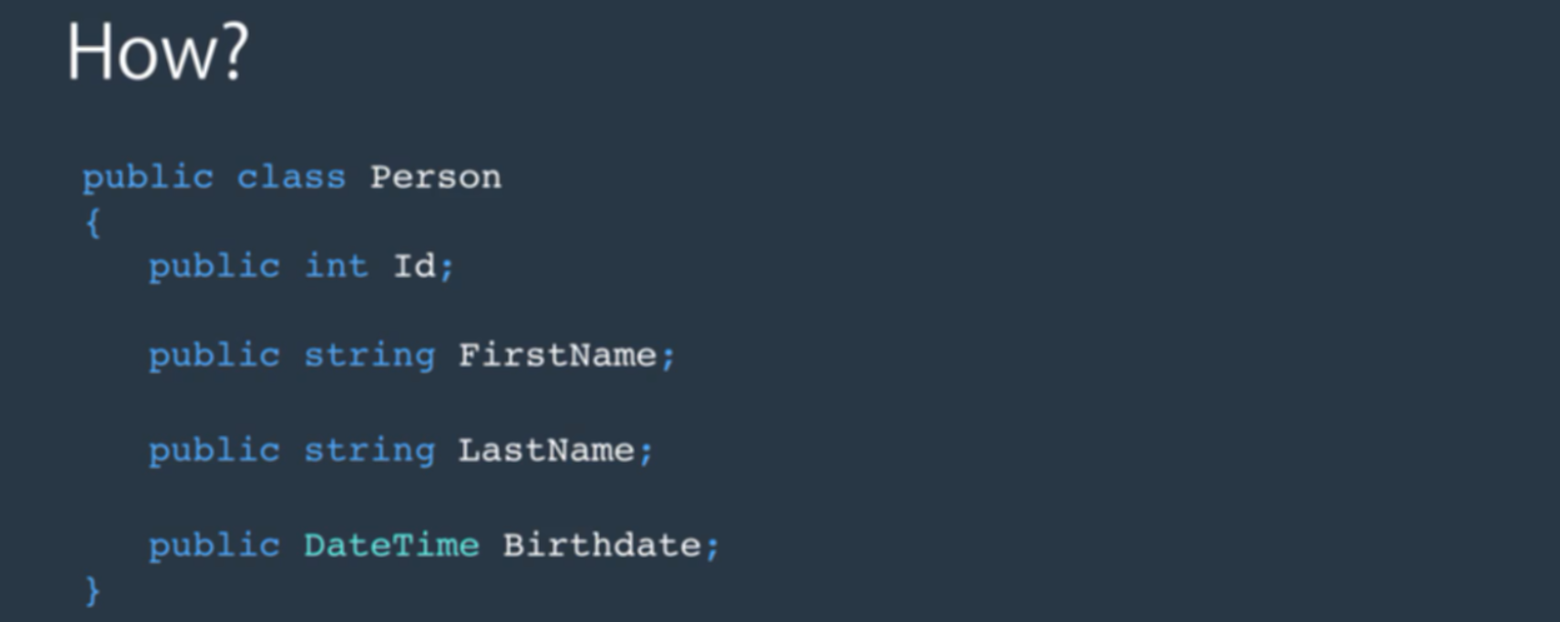 How?
public class Person
{
public int Id;
public string FirstName;
public string LastName;
public DateTime Birthdate;
}